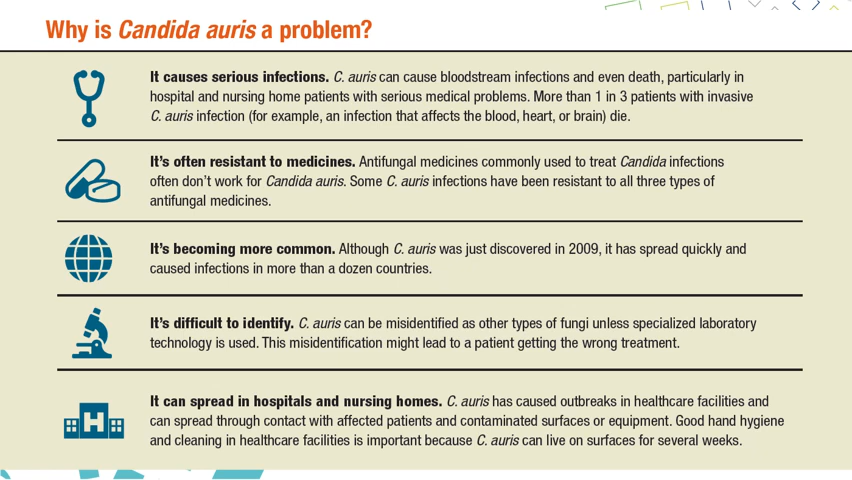 Why is Candida auris a problem?
It causes serious infections. C. auris can cause bloodstream infections and even death, particularly in
hospital and nursing home patients with serious medical problems. More than 1 in 3 patients with invasive
C. auris infection (for example, an infection that affects the blood, heart, or brain) die.
It's often resistant to medicines. Antifungal medicines commonly used to treat Candida infections
often don't work for Candida auris. Some C. auris infections have been resistant to all three types of
antifungal medicines.
It's becoming more common. Although C. auris was just discovered in 2009, it has spread quickly and
caused infections in more than a dozen countries.
It's difficult to identify. C. auris can be misidentified as other types of fungi unless specialized laboratory
technology is used. This misidentification might lead to a patient getting the wrong treatment.
H
It can spread in hospitals and nursing homes. C. auris has caused outbreaks in healthcare facilities and
can spread through contact with affected patients and contaminated surfaces or equipment. Good hand hygiene
and cleaning in healthcare facilities is important because C. auris can live on surfaces for several weeks.